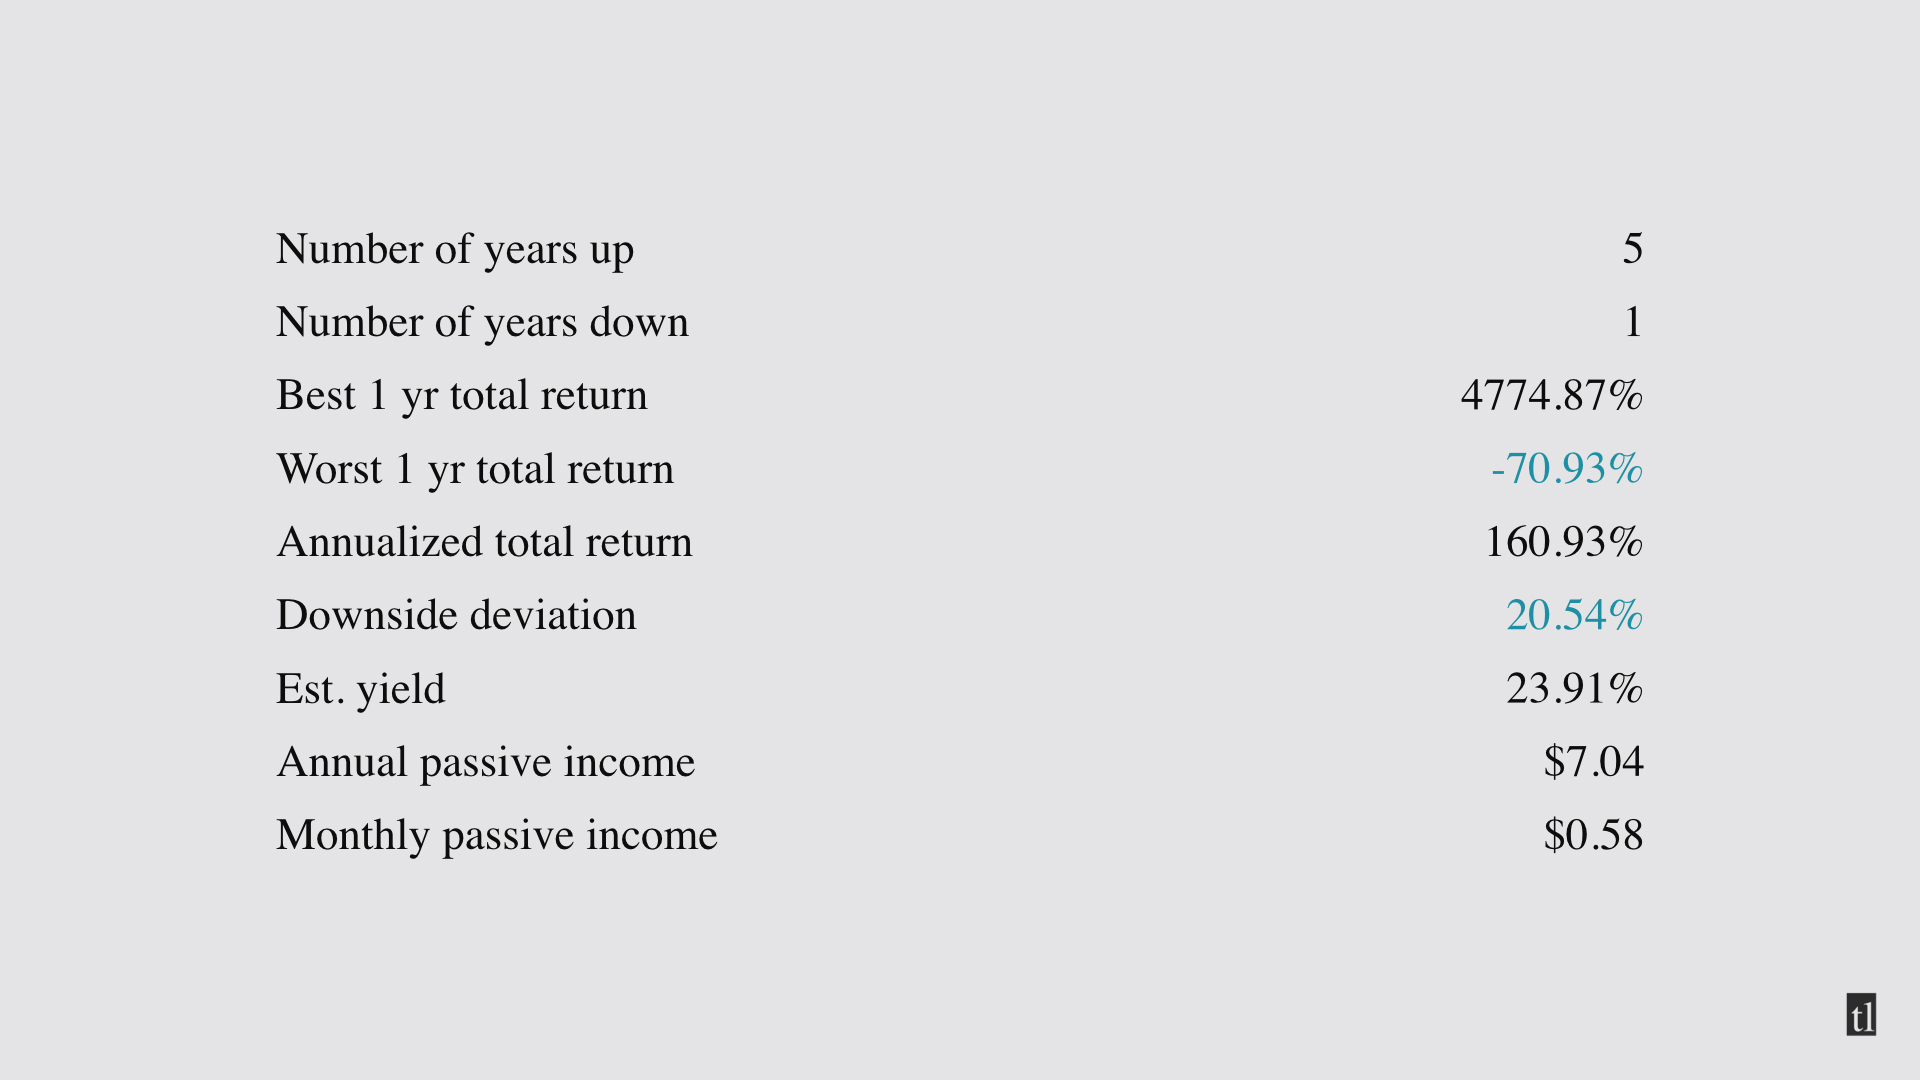 Number of years up 5
Number of years down 1
Best 1 yr total return 4774.87%
Worst 1 yr total return -70.93%
Annualized total return 160.93%
Downside deviation 20.54%
Est. yield 23.91%
Annual passive income $7.04
Monthly passive income $0.58
tl